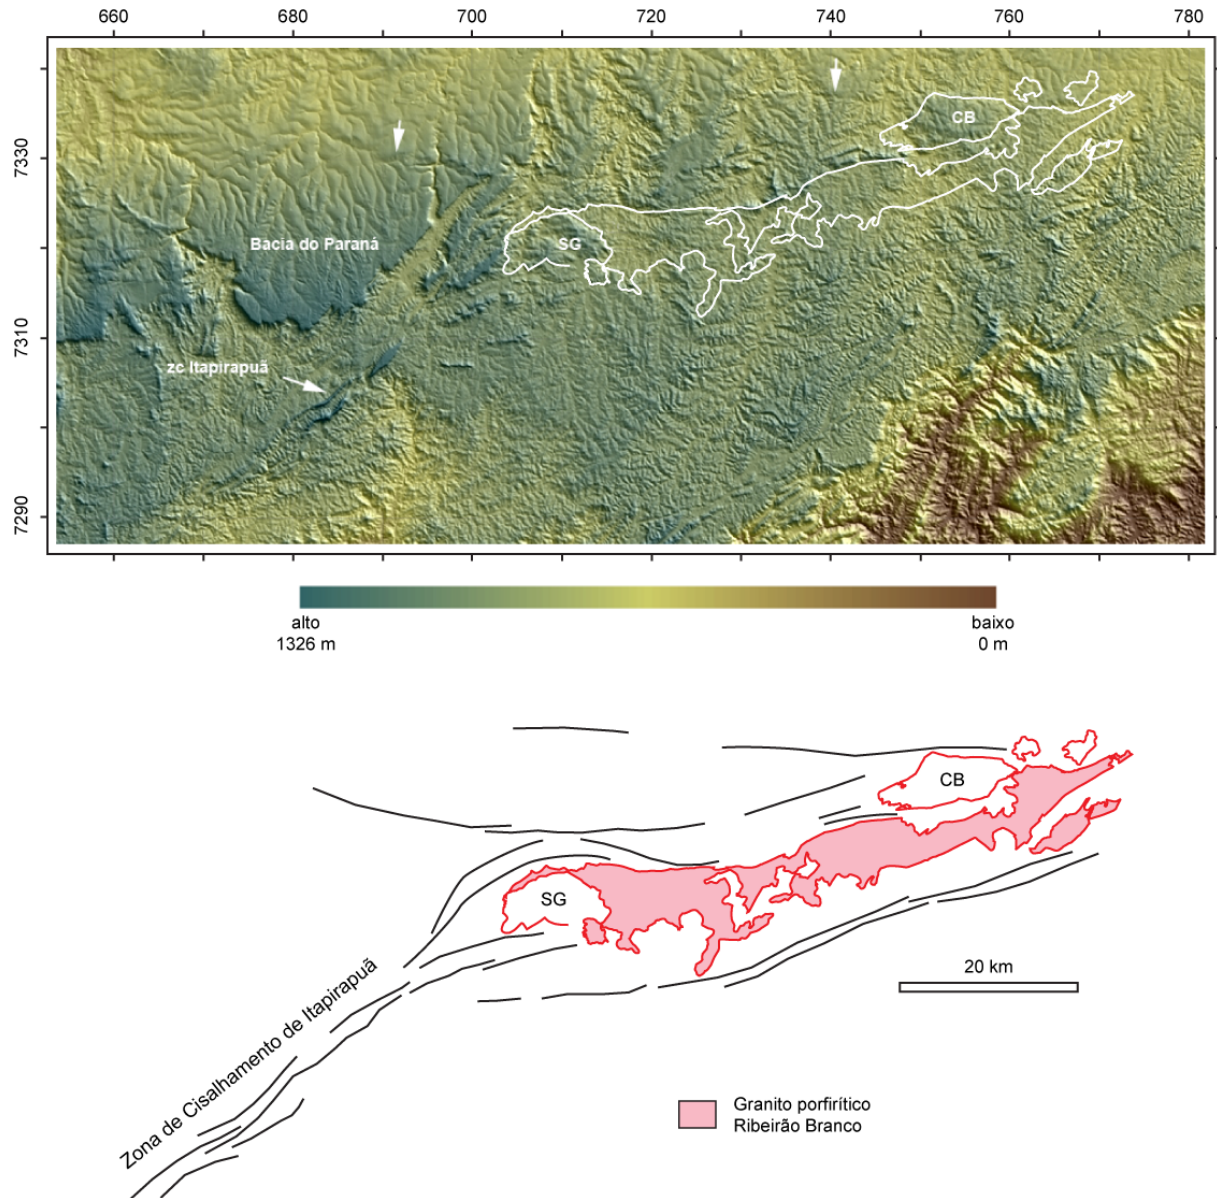 660 680 700 720 740 760 780
7330
7310
7290
CB
Bacia do Paraná
SG
zc Itapirapuã
alto
1326 m
baixo
0 m
CB
SG
20 km
Zona de Cisalhamento de Itapirapuã
Granito porfirítico
Ribeirão Branco